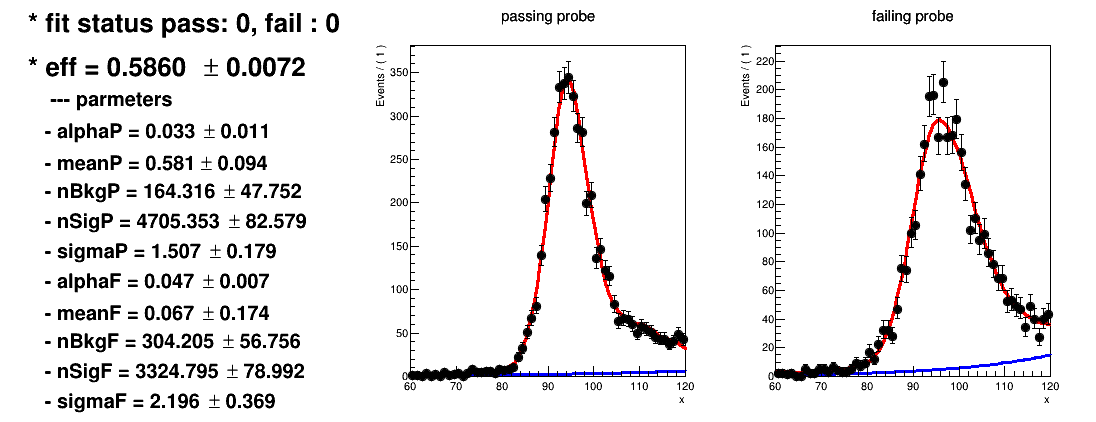 * fit status pass: 0, fail : 0
* eff = 0.5860 ± 0.0072
--- parmeters
- alphaP = 0.033 ± 0.011
- meanP = 0.581 ± 0.094
- nBkgP = 164.316 ± 47.752
- nSigP = 4705.353 ± 82.579
- sigmaP = 1.507 ± 0.179
- alphaF = 0.047 ± 0.007
- meanF = 0.067 ± 0.174
- nBkgF = 304.205 ± 56.756
- nSigF = 3324.795 ± 78.992
- sigmaF = 2.196 ± 0.369
passing probe
Events / ( 1 )
350
300
250
200
150
100
50
0
60 70 80 90 100 110 120
x
failing probe
Events / ( 1 )
220
200
180
160
140
120
100
80
60
40
20
0
60 70 80 90 100 110 120
x